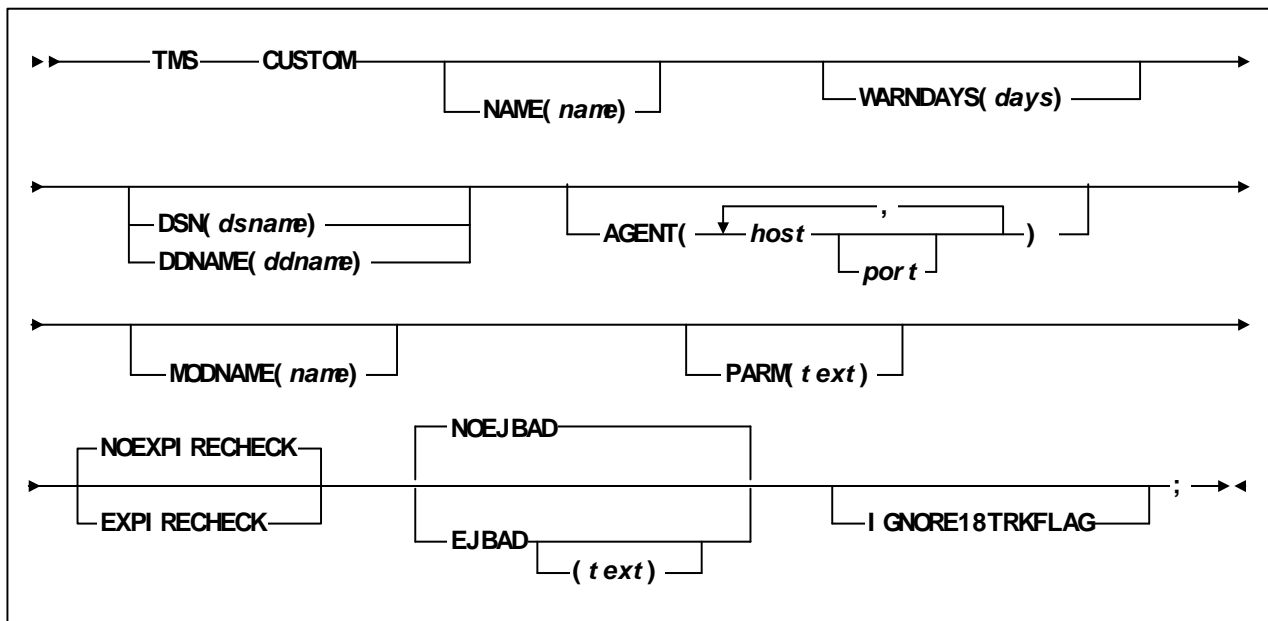 TMS CUSTOM
NAME( name)
WARNDAYS( days)
DSN( dsname)
DDNAME( ddname)
AGENT( host , )
port
MODNAME( name)
PARM( text)
NOEXPIRECHECK
EXPIRECHECK
NOEJBAD
EJBAD
( text)
IGNORE18TRKFLAG
;